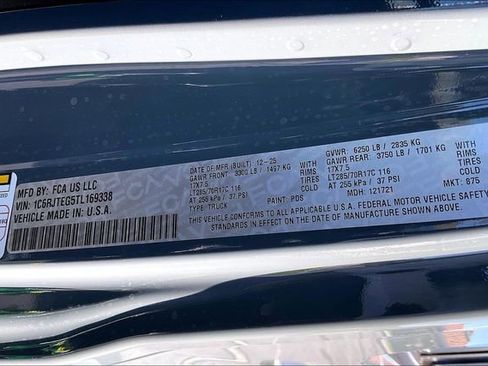 MFD BY: FCA US LLC
1C6RJTEG5TL169338
VEHICLE MADE IN U.S.A.
DATE OF MFR (BUILT): 12-25
GAWR FRONT: 3300 LB / 1497 KG
17X7.5 RIMS
LT285/70R17C 116 TIRES
AT 255 kPa / 37 PSI COLD
TYPE: TRUCK PAINT: PDS
GVWR: 6250 LB / 2835 KG
GAWR REAR: 3750 LB / 1701 KG
17X7.5 RIMS
LT285/70R17C 116 TIRES
AT 255 kPa / 37 PSI COLD
MDH: 121721 MKT: 875
THIS VEHICLE CONFORMS TO ALL APPLICABLE U.S.A. FEDERAL MOTOR VEHICLE SAFETY
STANDARDS IN EFFECT ON THE DATE OF MANUFACTURE SHOWN ABOVE.